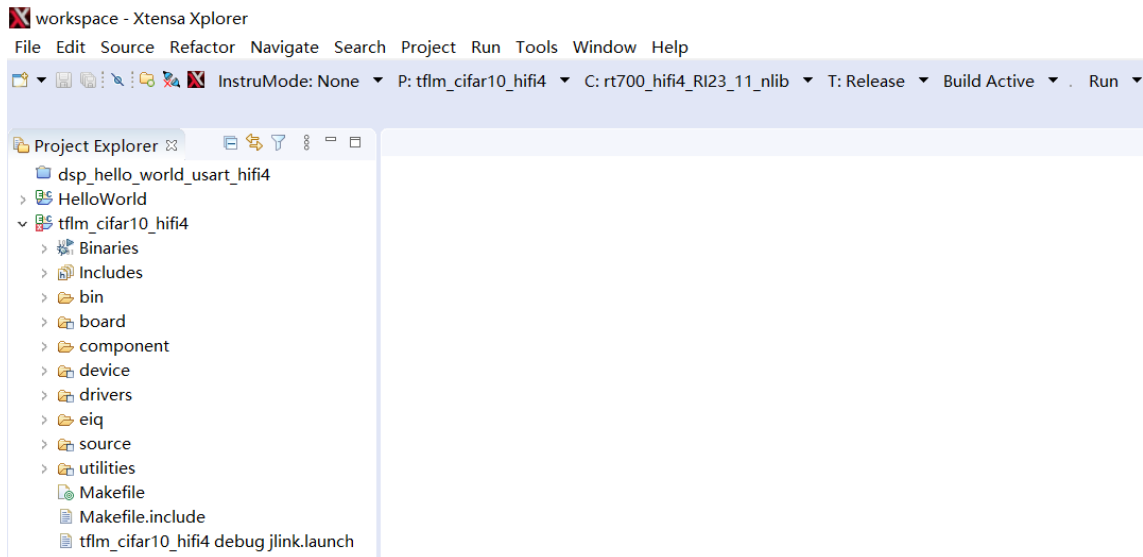 workspace - Xtensa Xplorer
File Edit Source Refactor Navigate Search Project Run Tools Window Help
InstruMode: None P: tflm_cifar10_hifi4 C: rt700_hifi4_RI23_11_nlib T: Release Build Active . Run
Project Explorer
dsp_hello_world_usart_hifi4
HelloWorld
tflm_cifar10_hifi4
Binaries
Includes
bin
board
component
device
drivers
eiq
source
utilities
Makefile
Makefile.include
tflm_cifar10_hifi4 debug jlink.launch